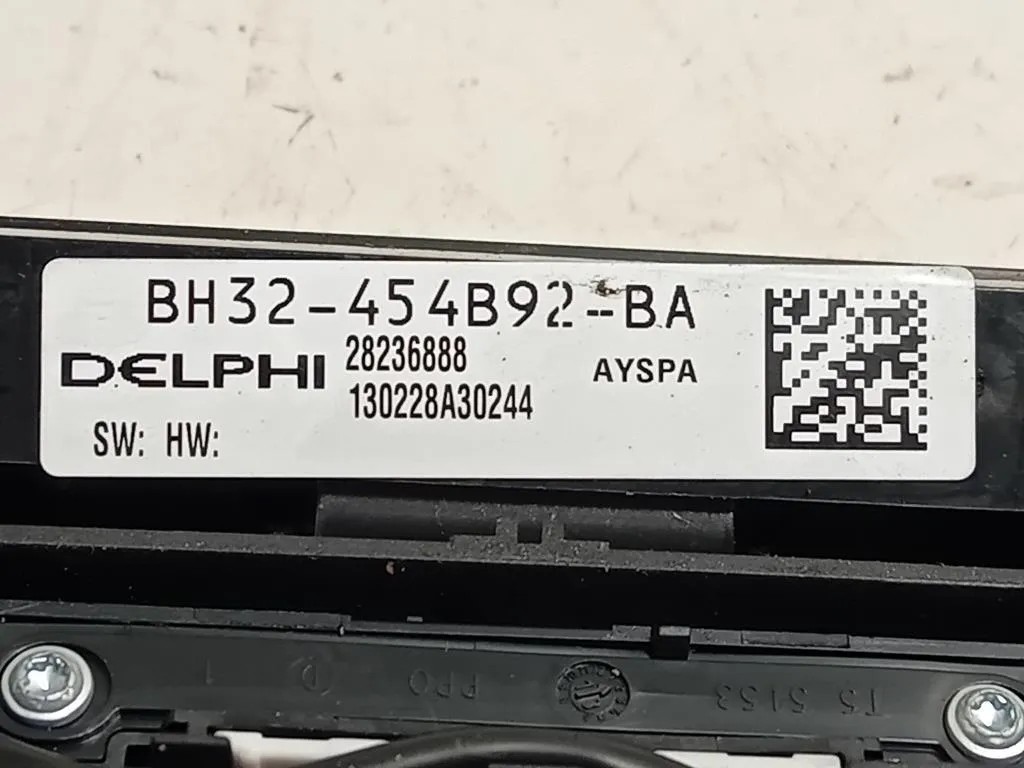 BH32-454B92--BA
DELPHI
28236888
130228A30244
AYSPA
SW: HW: